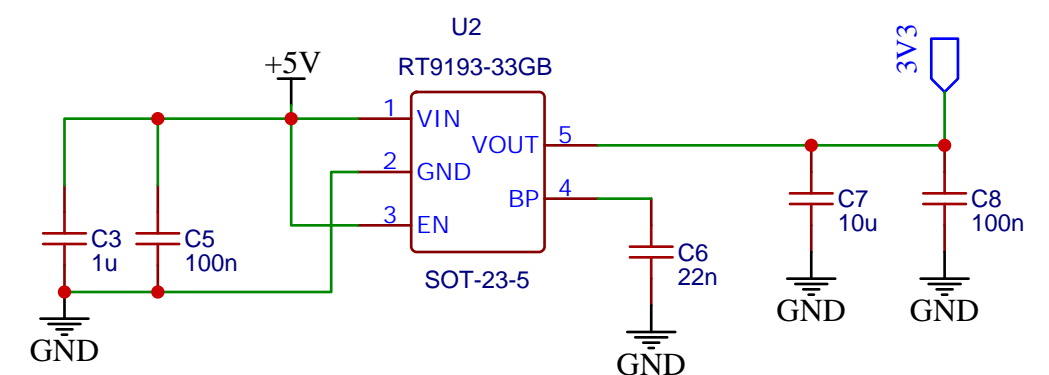 U2
RT9193-33GB
+5V
3V3
1
VIN
VOUT
5
2
GND
BP
4
3
EN
C3
1u
C5
100n
SOT-23-5
C6
22n
C7
10u
C8
100n
GND
GND
GND
GND